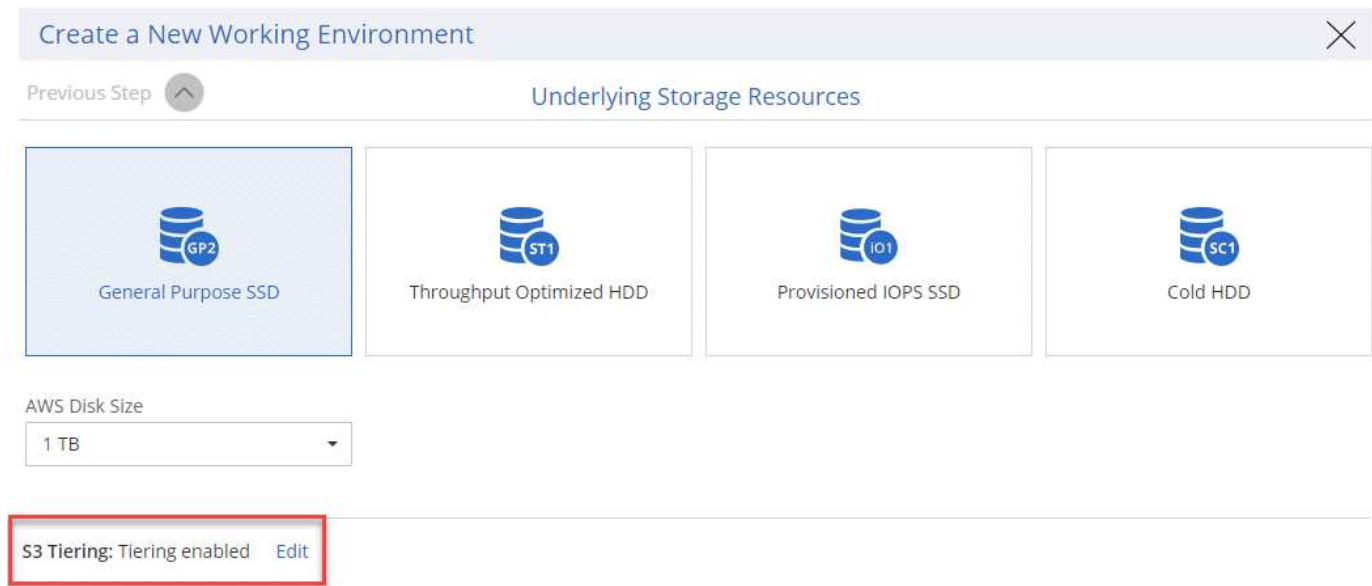 Create a New Working Environment
Previous Step
Underlying Storage Resources
GP2
General Purpose SSD
ST1
Throughput Optimized HDD
iO1
Provisioned IOPS SSD
SC1
Cold HDD
AWS Disk Size
1 TB
S3 Tiering: Tiering enabled Edit